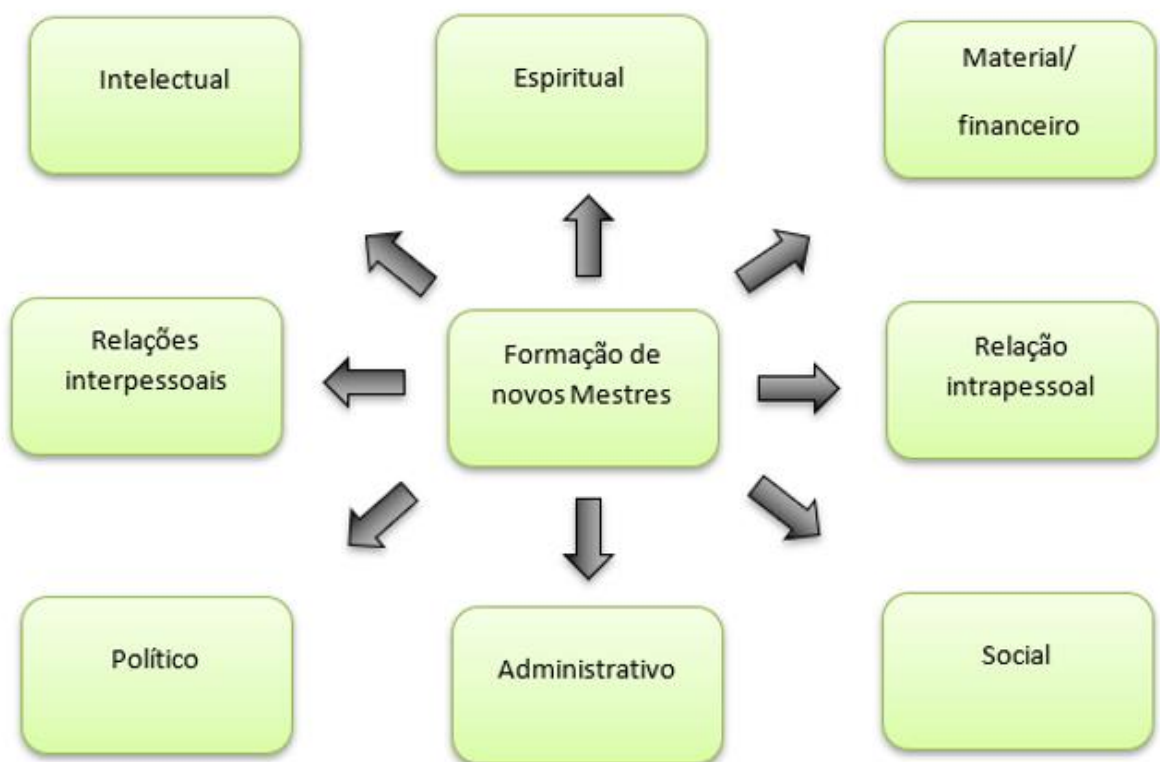 Intelectual
Espiritual
Material/
financeiro
Relações
interpessoais
Formação de
novos Mestres
Relação
intrapessoal
Político
Administrativo
Social